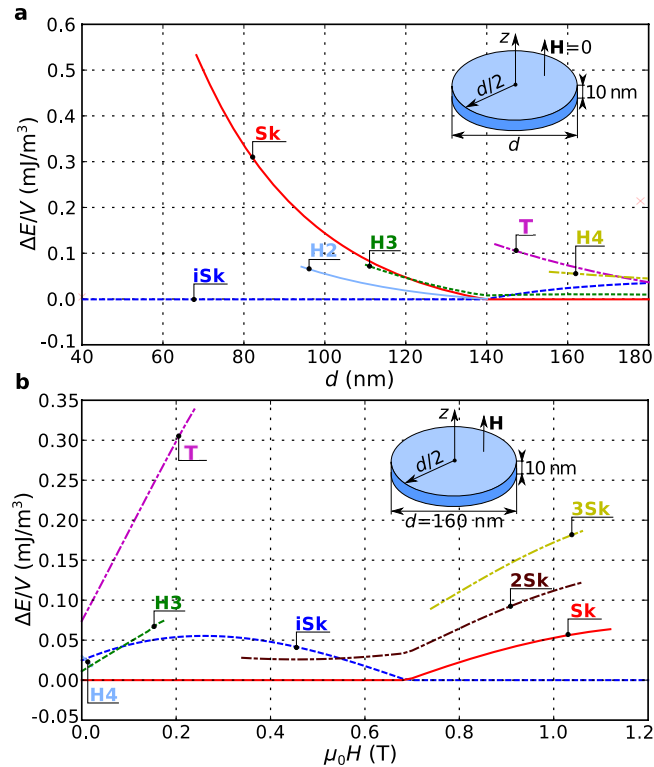 a
0.6
0.5
0.4
0.3
0.2
0.1
0.0
-0.1
ΔE/V (mJ/m³)
z
H=0
d/2
10 nm
d
Sk
T
H4
H3
H2
iSk
40
60
80
100
120
140
160
180
d (nm)
b
0.35
0.30
0.25
0.20
0.15
0.10
0.05
0.00
0.05
ΔE/V (mJ/m³)
z
H
d/2
10 nm
d=160 nm
T
3Sk
H3
2Sk
iSk
Sk
H4
0.0
0.2
0.4
0.6
0.8
1.0
1.2
μ₀H (T)